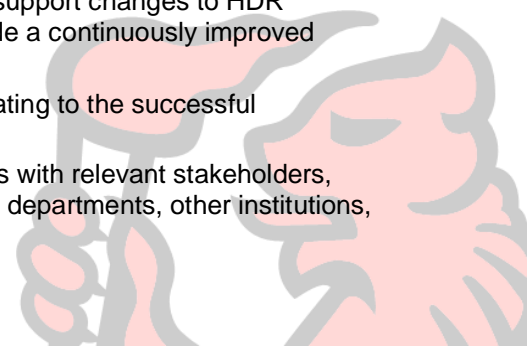 support changes to HDR
le a continuously improved
ating to the successful
s with relevant stakeholders,
departments, other institutions,